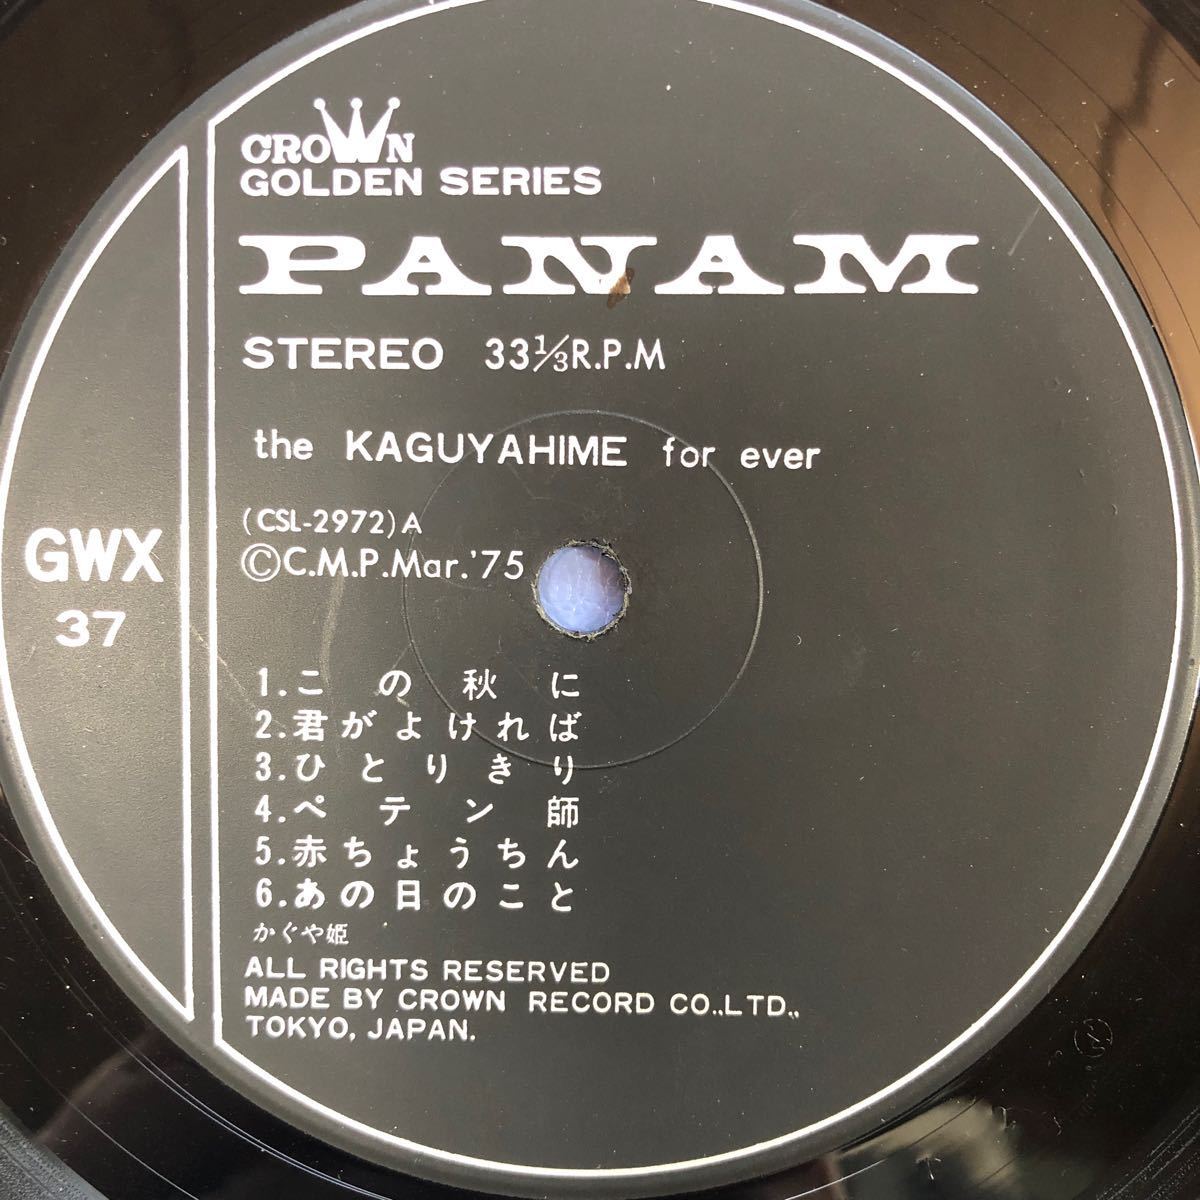 CROWN
GOLDEN SERIES
PANAM
STEREO 33⅓R.P.M
the KAGUYAHIME for ever
(CSL-2972)A
©C.M.P.Mar.'75
GWX
37
1.この秋に
2.君がよければ
3.ひとりきり
4.ペテン師
5.赤ちょうちん
6.あの日のこと
かぐや姫
ALL RIGHTS RESERVED
MADE BY CROWN RECORD CO.,LTD.,
TOKYO, JAPAN.